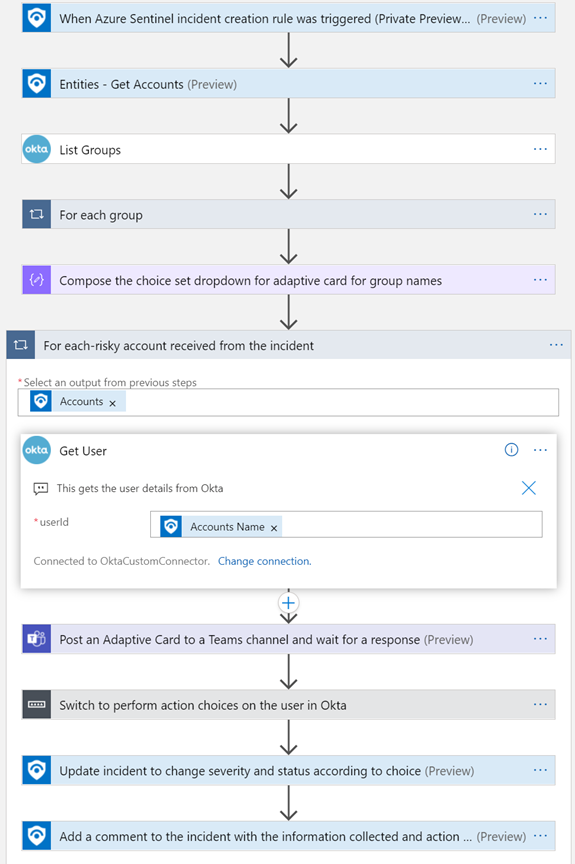 When Azure Sentinel incident creation rule was triggered (Private Preview... (Preview) ...
Entities - Get Accounts (Preview) ...
okta List Groups ...
For each group ...
{∕} Compose the choice set dropdown for adaptive card for group names ...
For each-risky account received from the incident ...
* Select an output from previous steps
Accounts ×
okta Get User ...
This gets the user details from Okta
* userId Accounts Name ×
Connected to OktaCustomConnector. Change connection.
Post an Adaptive Card to a Teams channel and wait for a response (Preview) ...
Switch to perform action choices on the user in Okta ...
Update incident to change severity and status according to choice (Preview) ...
Add a comment to the incident with the information collected and action ... (Preview) ...